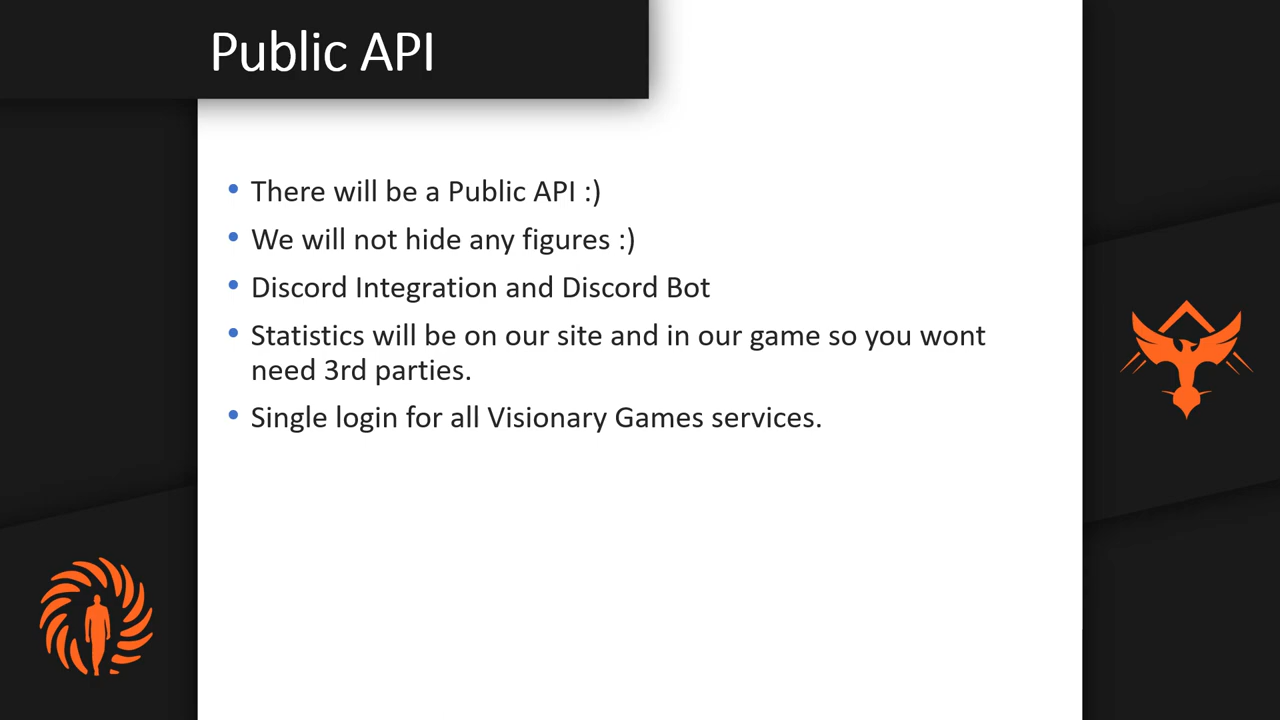 Public API
• There will be a Public API :)
• We will not hide any figures :)
• Discord Integration and Discord Bot
• Statistics will be on our site and in our game so you wont
need 3rd parties.
• Single login for all Visionary Games services.